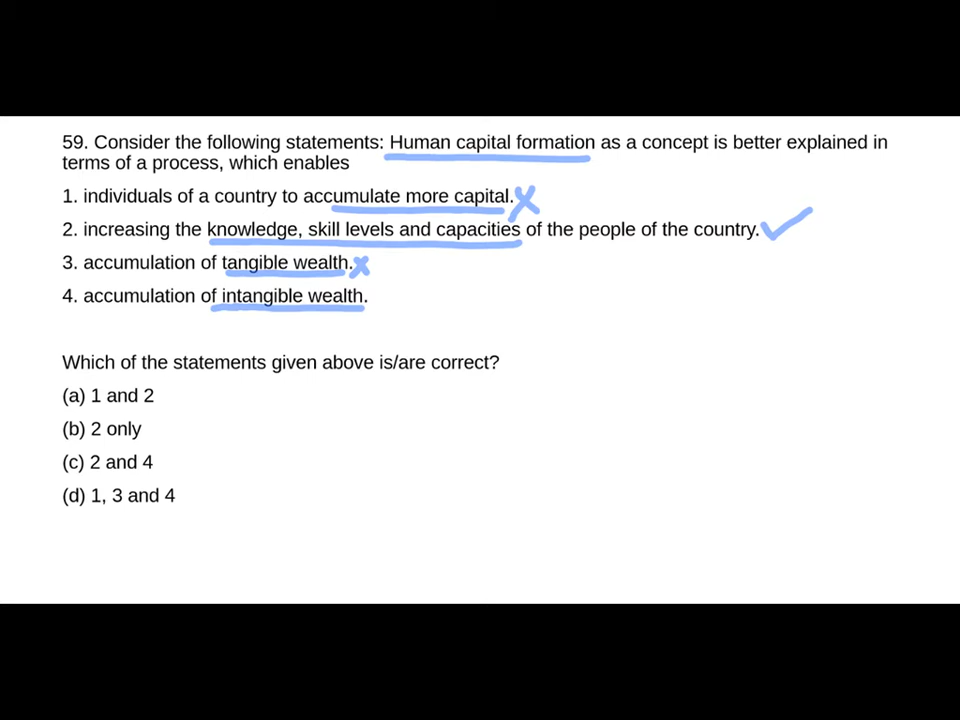 59. Consider the following statements: Human capital formation as a concept is better explained in
terms of a process, which enables
1. individuals of a country to accumulate more capital.
2. increasing the knowledge, skill levels and capacities of the people of the country.
3. accumulation of tangible wealth.
4. accumulation of intangible wealth.
Which of the statements given above is/are correct?
(a) 1 and 2
(b) 2 only
(c) 2 and 4
(d) 1, 3 and 4